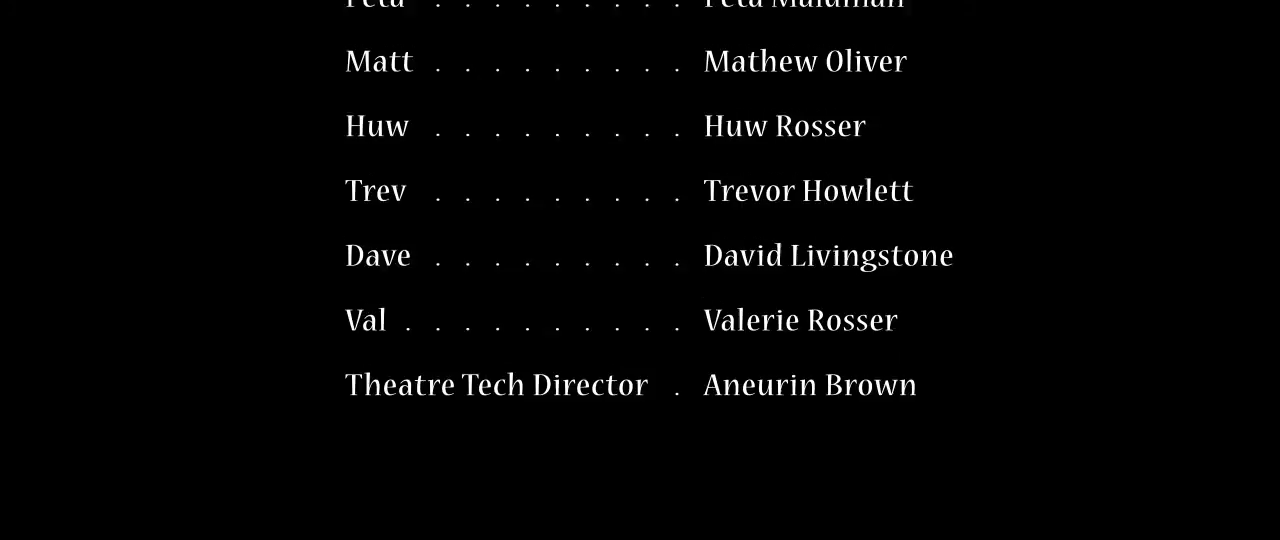 Matt . . . . . . . . . Mathew Oliver
Huw . . . . . . . . . Huw Rosser
Trev . . . . . . . . . Trevor Howlett
Dave . . . . . . . . . David Livingstone
Val . . . . . . . . . . Valerie Rosser
Theatre Tech Director . Aneurin Brown